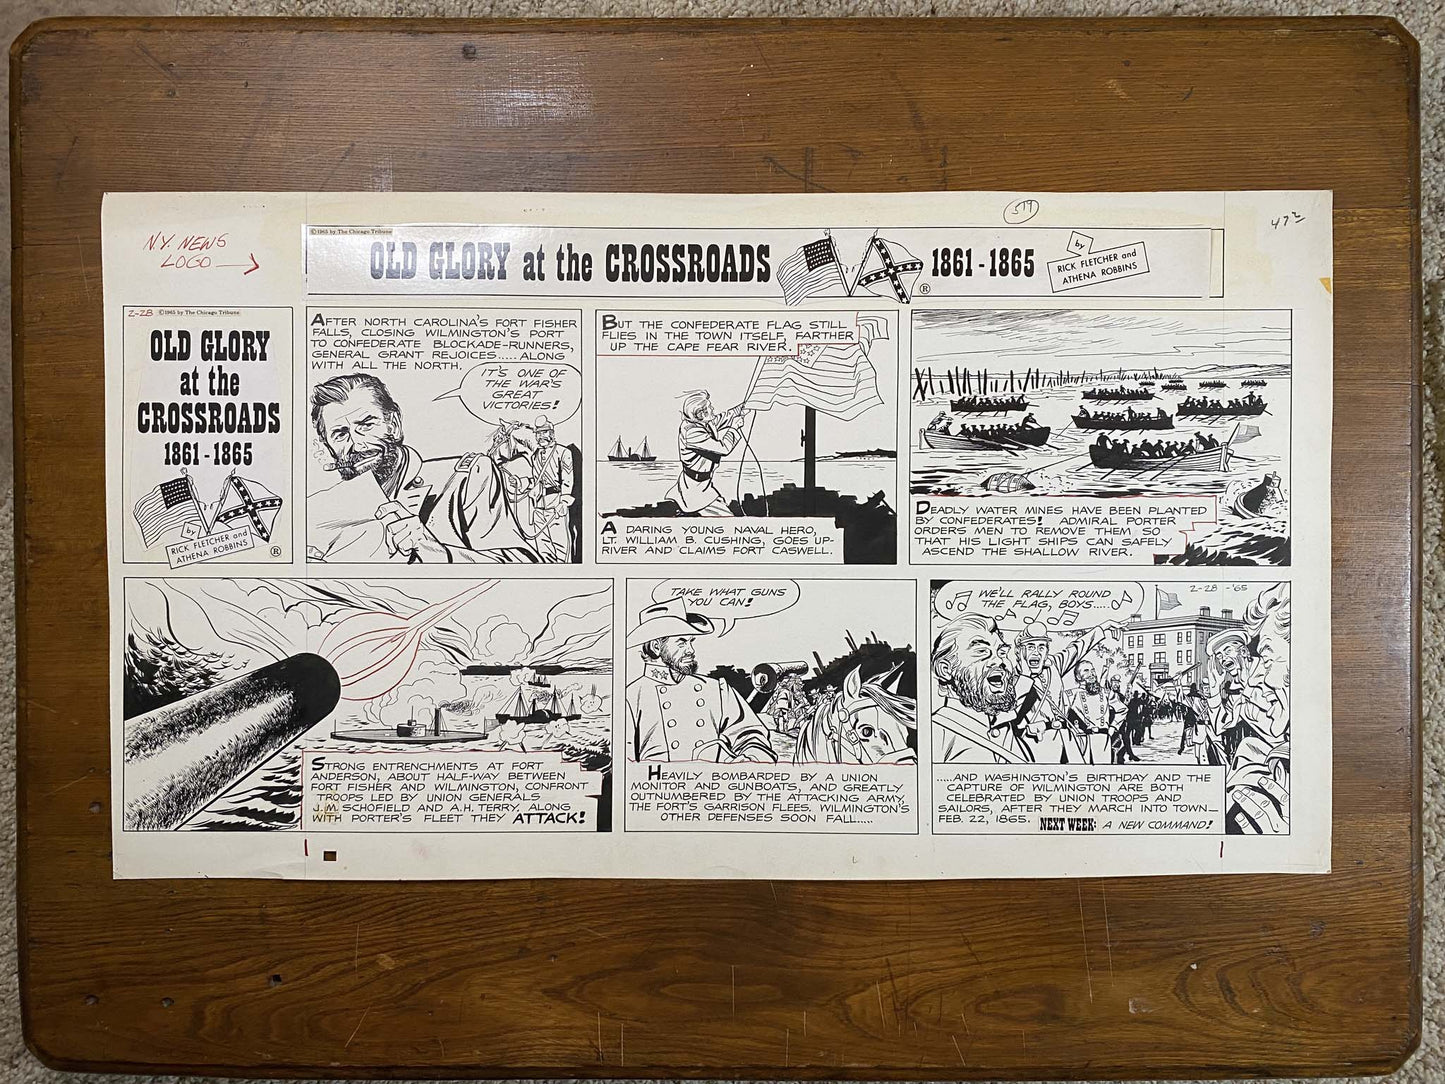 519
47 2
N.Y. NEWS
LOGO
©1965 by The Chicago Tribune
OLD GLORY at the CROSSROADS
1861-1865
by
RICK FLETCHER and
ATHENA ROBBINS
®
2-28 ©1965 by The Chicago Tribune
OLD GLORY
at the
CROSSROADS
1861-1865
by
RICK FLETCHER and
ATHENA ROBBINS
®
AFTER NORTH CAROLINA'S FORT FISHER
FALLS, CLOSING WILMINGTON'S PORT
TO CONFEDERATE BLOCKADE-RUNNERS,
GENERAL GRANT REJOICES..... ALONG
WITH ALL THE NORTH.
IT'S ONE OF
THE WAR'S
GREAT
VICTORIES!
BUT THE CONFEDERATE FLAG STILL
FLIES IN THE TOWN ITSELF, FARTHER
UP THE CAPE FEAR RIVER.
A DARING YOUNG NAVAL HERO,
LT. WILLIAM B. CUSHING, GOES UP-
RIVER AND CLAIMS FORT CASWELL.
DEADLY WATER MINES HAVE BEEN PLANTED
BY CONFEDERATES! ADMIRAL PORTER
ORDERS MEN TO REMOVE THEM SO
THAT HIS LIGHT SHIPS CAN SAFELY
ASCEND THE SHALLOW RIVER.
STRONG ENTRENCHMENTS AT FORT
ANDERSON, ABOUT HALF-WAY BETWEEN
FORT FISHER AND WILMINGTON, CONFRONT
TROOPS LED BY UNION GENERALS
J.M. SCHOFIELD AND A.H. TERRY. ALONG
WITH PORTER'S FLEET THEY ATTACK!
TAKE WHAT GUNS
YOU CAN!
HEAVILY BOMBARDED BY A UNION
MONITOR AND GUNBOATS, AND GREATLY
OUTNUMBERED BY THE ATTACKING ARMY,
THE FORT'S GARRISON FLEES. WILMINGTON'S
OTHER DEFENSES SOON FALL.....
WE'LL RALLY ROUND
THE FLAG, BOYS.....
2-28-'65
.....AND WASHINGTON'S BIRTHDAY AND THE
CAPTURE OF WILMINGTON ARE BOTH
CELEBRATED BY UNION TROOPS AND
SAILORS, AFTER THEY MARCH INTO TOWN—
FEB. 22, 1865. NEXT WEEK: A NEW COMMAND!